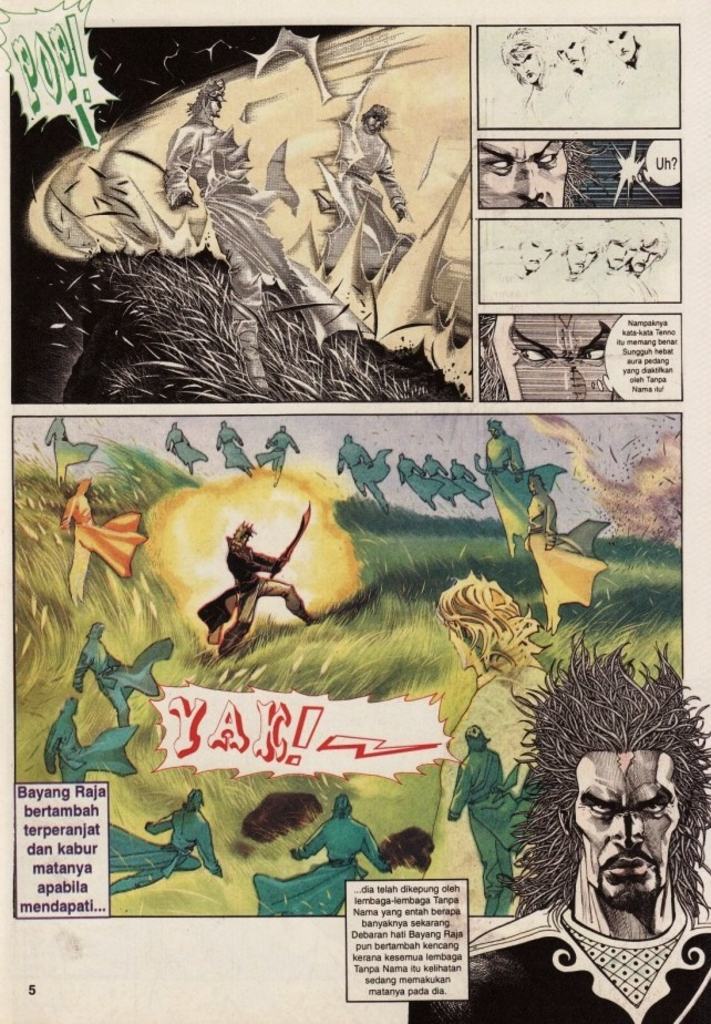 POP!
Uh?
Nampaknya
kata-kata Tenno
itu memang benar.
Sungguh hebat
aura pedang
yang diaktifkan
oleh Tanpa
Nama itu!
YAK!
Bayang Raja
bertambah
terperanjat
dan kabur
matanya
apabila
mendapati...
...dia telah dikepung oleh
lembaga-lembaga Tanpa
Nama yang entah berapa
banyaknya sekarang.
Debaran hati Bayang Raja
pun bertambah kencang
kerana kesemua lembaga
Tanpa Nama itu kelihatan
sedang memakukan
matanya pada dia.
5